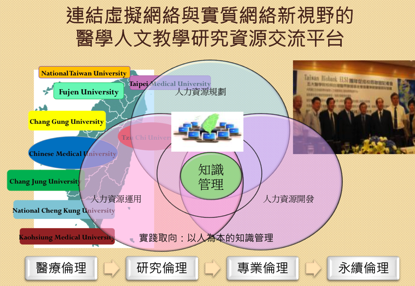 連結虛擬網絡與實質網絡新視野的
醫學人文教學研究資源交流平台
National Taiwan University
Taipei Medical University
Fujen University
人力資源規劃
Chang Gung University
Chinese Medical University
知識
管理
Chang Jung University
人力資源運用
人力資源開發
National Cheng Kung University
Kaohsiung Medical University
實踐取向：以人為本的知識管理
醫療倫理
研究倫理
專業倫理
永續倫理